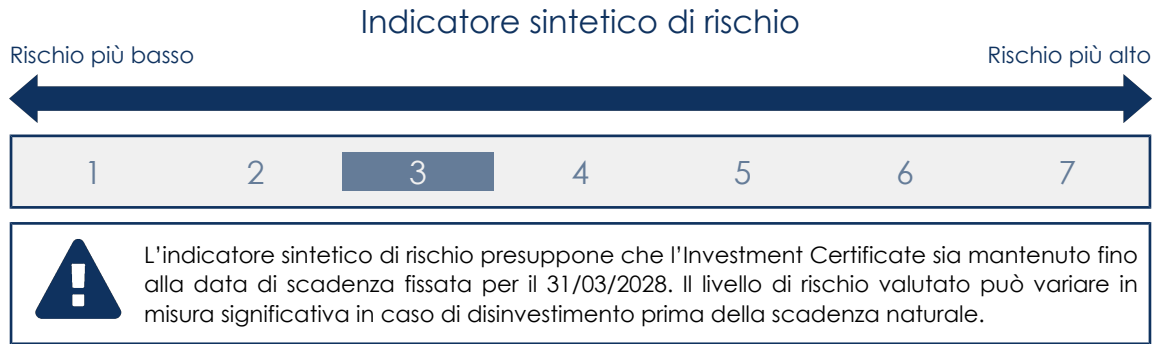 Indicatore sintetico di rischio
Rischio più basso
Rischio più alto
1 2 3 4 5 6 7
L'indicatore sintetico di rischio presuppone che l'Investment Certificate sia mantenuto fino
alla data di scadenza fissata per il 31/03/2028. Il livello di rischio valutato può variare in
misura significativa in caso di disinvestimento prima della scadenza naturale.